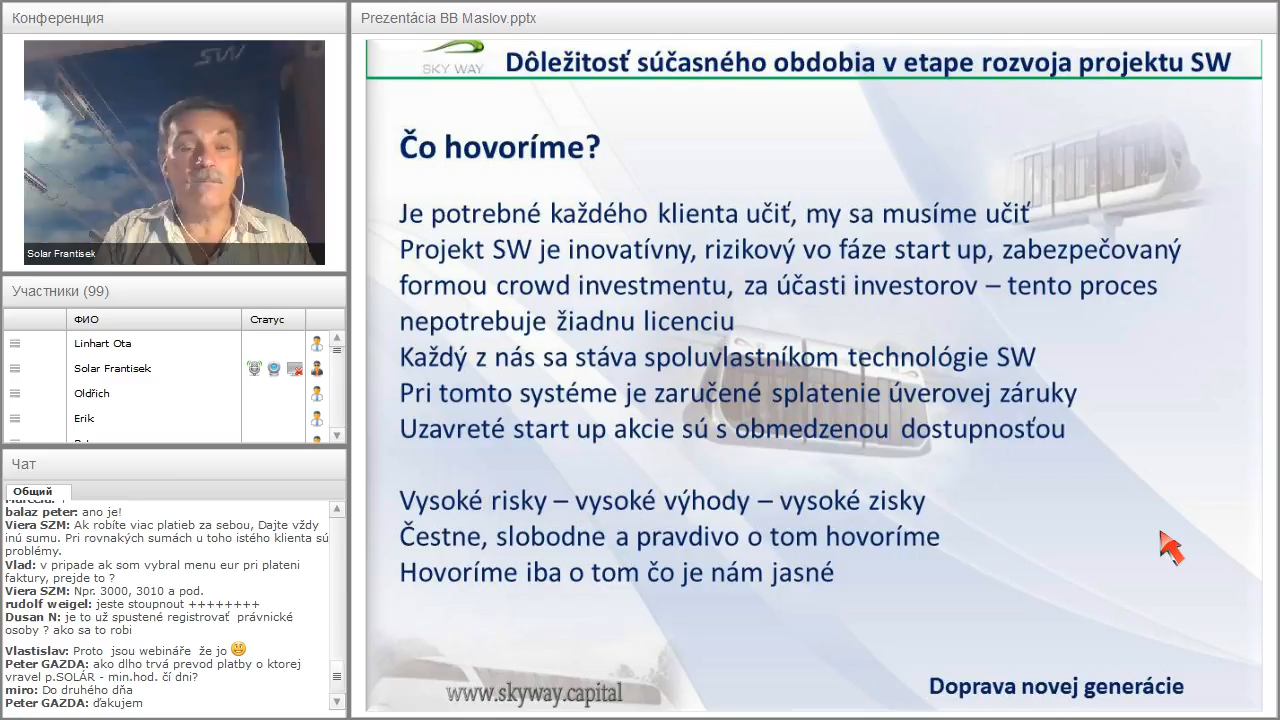 Конференция
Prezentácia BB Maslov.pptx
Solar Frantisek
SKY WAY
Dôležitosť súčasného obdobia v etape rozvoja projektu SW
Čo hovoríme?
Je potrebné každého klienta učiť, my sa musíme učiť
Projekt SW je inovatívny, rizikový vo fáze start up, zabezpečovaný
formou crowd investmentu, za účasti investorov – tento proces
nepotrebuje žiadnu licenciu
Každý z nás sa stáva spoluvlastníkom technológie SW
Pri tomto systéme je zaručené splatenie úverovej záruky
Uzavreté start up akcie sú s obmedzenou dostupnosťou
Vysoké risky – vysoké výhody – vysoké zisky
Čestne, slobodne a pravdivo o tom hovoríme
Hovoríme iba o tom čo je nám jasné
www.skyway.capital
Doprava novej generácie
Участники (99)
ФИО
Статус
Linhart Ota
Solar Frantisek
Oldřich
Erik
Чат
Общий
balaz peter: ano je!
Viera SZM: Ak robíte viac platieb za sebou, Dajte vždy
inú sumu. Pri rovnakých sumách u toho istého klienta sú
problémy.
Vlad: v pripade ak som vybral menu eur pri plateni
faktury, prejde to ?
Viera SZM: Npr. 3000, 3010 a pod.
rudolf weigel: jeste stoupnout ++++++++
Dusan N: je to už spustené registrovať právnické
osoby ? ako sa to robi
Vlastislav: Proto jsou webináře že jo
Peter GAZDA: ako dlho trvá prevod platby o ktorej
vravel p.SOLÁR - min.hod. čí dni?
miro: Do druhého dňa
Peter GAZDA: ďakujem